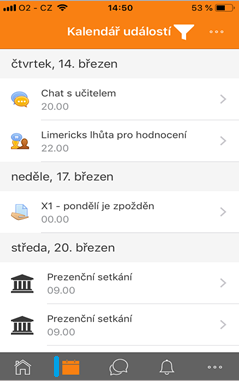 O2 - CZ 14:50 53 %
Kalendář událostí
čtvrtek, 14. březen
Chat s učitelem
20.00
Limericks lhůta pro hodnocení
22.00
neděle, 17. březen
X1 - pondělí je zpožděn
00.00
středa, 20. březen
Prezenční setkání
09.00
Prezenční setkání
09.00